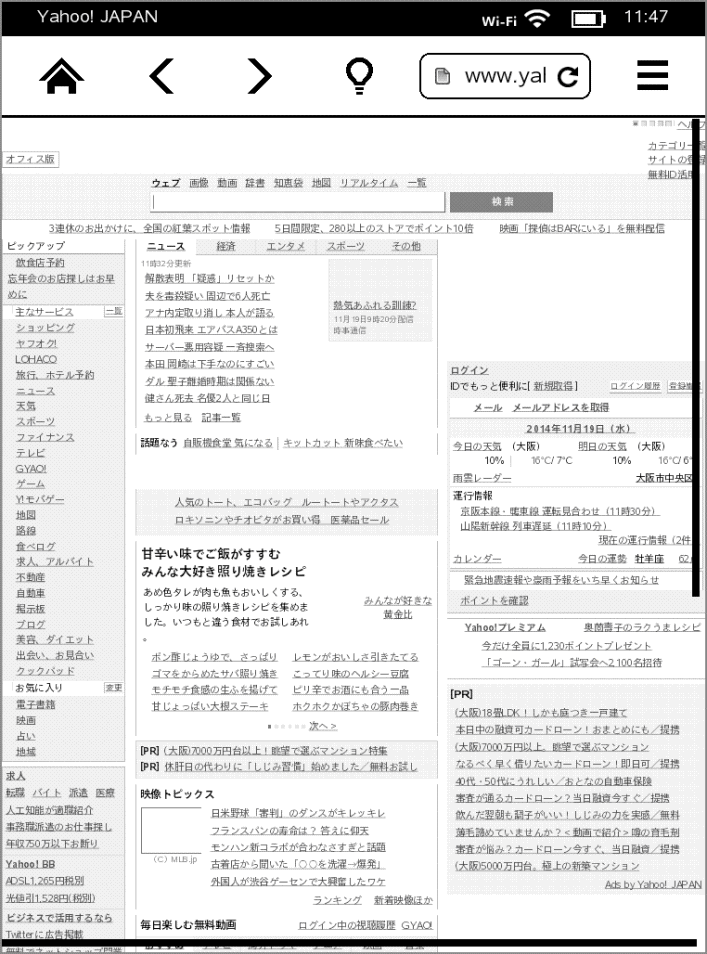 Yahoo! JAPAN
Wi-Fi
11:47
www.yal
ヘルプ
カテゴリ一覧
オフィス版
サイトの登録
無料ID活用
ウェブ 画像 動画 辞書 知恵袋 地図 リアルタイム 一覧
検索
3連休のお出かけに、全国の紅葉スポット情報
5日間限定、280以上のストアでポイント10倍
映画「探偵はBARにいる」を無料配信
ピックアップ
飲食店予約
忘年会のお店探しはお早
めに
主なサービス 一覧
ショッピング
ヤフオク!
LOHACO
旅行、ホテル予約
ニュース
天気
スポーツ
ファイナンス
テレビ
GYAO!
ゲーム
Y!モバゲー
地図
路線
食べログ
求人、アルバイト
不動産
自動車
掲示板
ブログ
美容、ダイエット
出会い、お見合い
クックパッド
お気に入り 変更
電子書籍
映画
占い
地域
求人
転職 バイト 派遣 医療
人工知能が適職紹介
事務職派遣のお仕事探し
年収750万以下お断り
Yahoo! BB
ADSL1,265円税別
光値引1,528円(税別)
ビジネスで活用するなら
Twitterに広告掲載
無料でネットショップ開業
ニュース 経済 エンタメ スポーツ その他
11時32分更新
解散表明 「疑惑」リセットか
夫を毒殺疑い 周辺で6人死亡
アナ内定取り消し 本人が語る
日本初飛来 エアバスA350とは
サーバー悪用容疑 一斉捜索へ
本田 岡崎は下手なのにすごい
ダル 聖子離婚時期は関係ない
健さん死去 名優2人と同じ日
もっと見る 記事一覧
熱気あふれる訓練?
11月19日9時20分配信
時事通信
話題なう 自販機食堂 気になる | キットカット 新味食べたい
人気のトート、エコバッグ ルートートやアクタス
ロキソニンやチオビタがお買い得 医薬品セール
甘辛い味でご飯がすすむ
みんな大好き照り焼きレシピ
あめ色タレが肉も魚もおいしくする、
しっかり味の照り焼きレシピを集めま
した。いつもと違う食材でお試しあれ
。
みんなが好きな
黄金比
ポン酢じょうゆで、さっぱり レモンがおいしさ引きたてる
ゴマをからめたサバ照り焼き こってり味のヘルシー豆腐
モチモチ食感の生ふを揚げて ピリ辛でお酒にも合う一品
甘じょっぱい大根ステーキ ホクホクかぼちゃの豚肉巻き
次へ >
[PR] (大阪)7000万円台以上！眺望で選ぶマンション特集
[PR] 休肝日の代わりに「しじみ習慣」始めました／無料お試し
映像トピックス
(C) MLB.jp
日米野球「審判」のダンスがキレッキレ
フランスパンの寿命は？ 答えに仰天
モンハン新コラボが合わなさすぎと話題
古着店から聞いた「○○を洗濯→爆発」
外国人が渋谷ゲーセンで大興奮したワケ
ランキング 新着映像ほか
毎日楽しむ無料動画 ログイン中の視聴履歴 GYAO!
ログイン
IDでもっと便利に[ 新規取得 ] ログイン履歴
メール メールアドレスを取得
2014年11月19日（水）
今日の天気 (大阪) 明日の天気 (大阪)
10% 16℃/ 7℃ 10% 16℃/ 6℃
雨雲レーダー 大阪市中央区
運行情報
京阪本線・鴨東線 運転見合わせ（11時30分）
山陽新幹線 列車遅延（11時10分）
現在の運行情報（2件
カレンダー 今日の運勢 牡羊座 62
緊急地震速報や豪雨予報をいち早くお知らせ
ポイントを確認
Yahoo!プレミアム 奥薗壽子のラクうまレシピ
今だけ全員に1,230ポイントプレゼント
「ゴーン・ガール」試写会へ2,100名招待
[PR]
(大阪)18畳LDK！しかも庭つき一戸建て
本日中の融資可カードローン！おまとめにも／提携
(大阪)7000万円以上。眺望で選ぶマンション
なるべく早く借りたいカードローン！即日可／提携
40代・50代にうれしい／おとなの自動車保険
審査が通るカードローン？当日融資今すぐ／提携
飲んだ翌朝も調子がいい！しじみの力を実感／無料
薄毛諦めていませんか？＜動画で紹介＞噂の育毛剤
審査が悩み？カードローン今すぐ、当日融資／提携
(大阪)5000万円台。極上の新築マンション
Ads by Yahoo! JAPAN